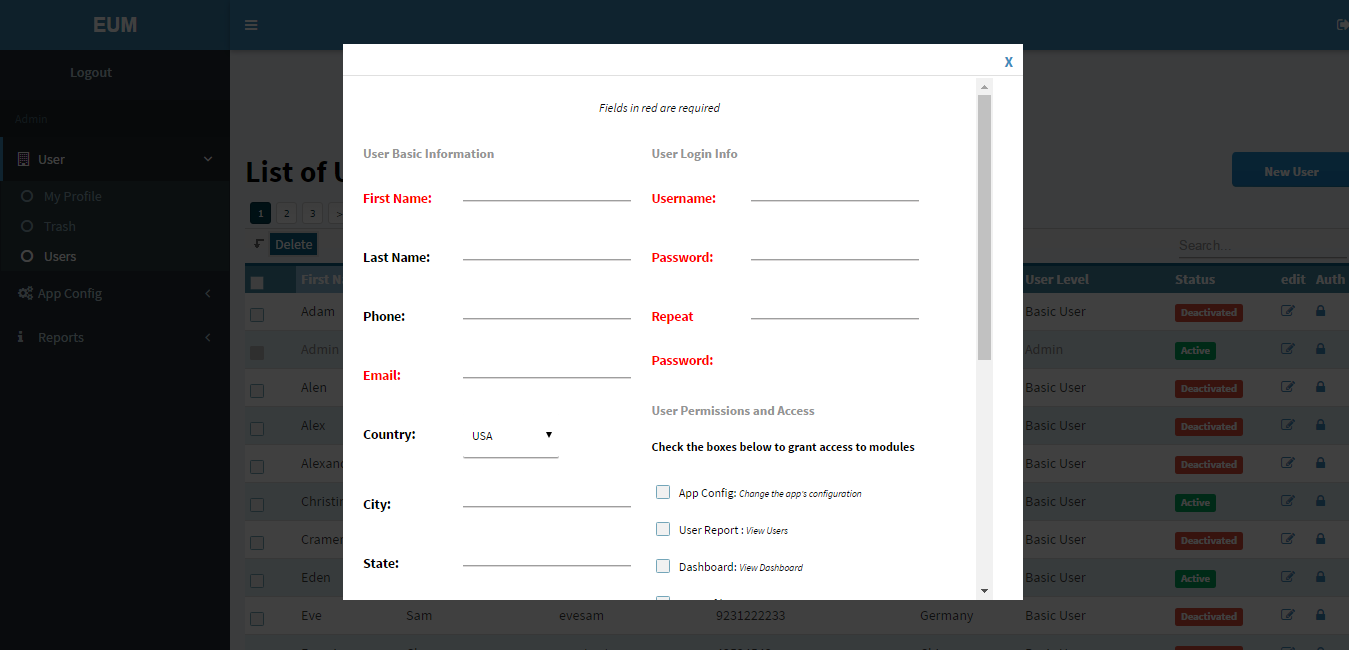 EUM
Logout
Admin
User
My Profile
Trash
Users
App Config
Reports
List of
New User
1 2 3 >
Delete
Search...
First N User Level Status edit Auth
Adam Basic User Deactivated
Admin Admin Active
Alen Basic User Deactivated
Alex Basic User Deactivated
Alexan Basic User Deactivated
Christin Basic User Active
Cramer Basic User Deactivated
Eden Basic User Active
Eve Sam evesam 9231222233 Germany Basic User Deactivated
X
Fields in red are required
User Basic Information
First Name:
Last Name:
Phone:
Email:
Country: USA
City:
State:
User Login Info
Username:
Password:
Repeat
Password:
User Permissions and Access
Check the boxes below to grant access to modules
App Config: Change the app's configuration
User Report : View Users
Dashboard: View Dashboard